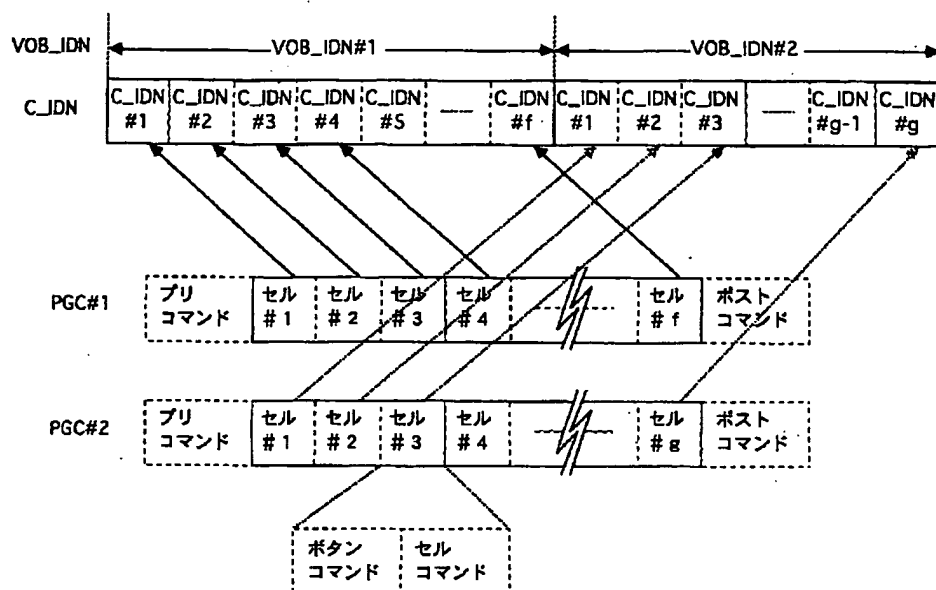 VOB_IDN VOB_IDN#1 VOB_IDN#2
C_IDN C_IDN C_IDN C_IDN C_IDN C_IDN C_IDN C_IDN C_IDN C_IDN C_IDN C_IDN
#1 #2 #3 #4 #5 #f #1 #2 #3 #g-1 #g
PGC#1 プリ セル セル セル セル セル ポスト
コマンド #1 #2 #3 #4 #f コマンド
PGC#2 プリ セル セル セル セル セル ポスト
コマンド #1 #2 #3 #4 #g コマンド
ボタン セル
コマンド コマンド